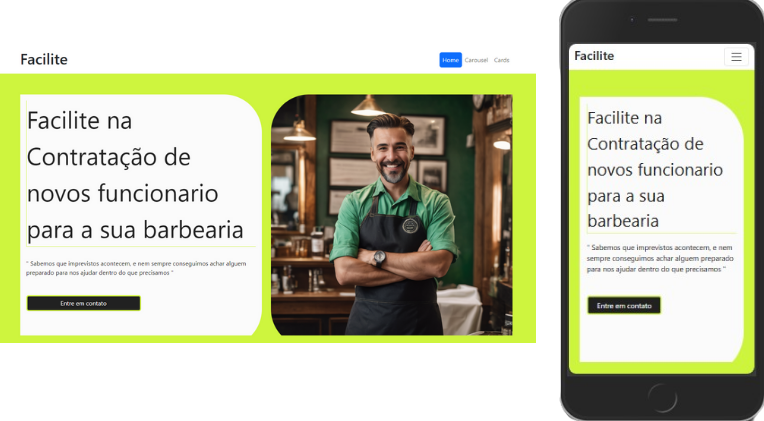 Facilite
Home Carousel Cards
Facilite na
Contratação de
novos funcionario
para a sua barbearia
" Sabemos que imprevistos acontecem, e nem sempre conseguimos achar alguem
preparado para nos ajudar dentro do que precisamos "
Entre em contato
Facilite
Facilite na
Contratação de
novos funcionario
para a sua
barbearia
" Sabemos que imprevistos acontecem, e nem
sempre conseguimos achar alguem preparado
para nos ajudar dentro do que precisamos "
Entre em contato